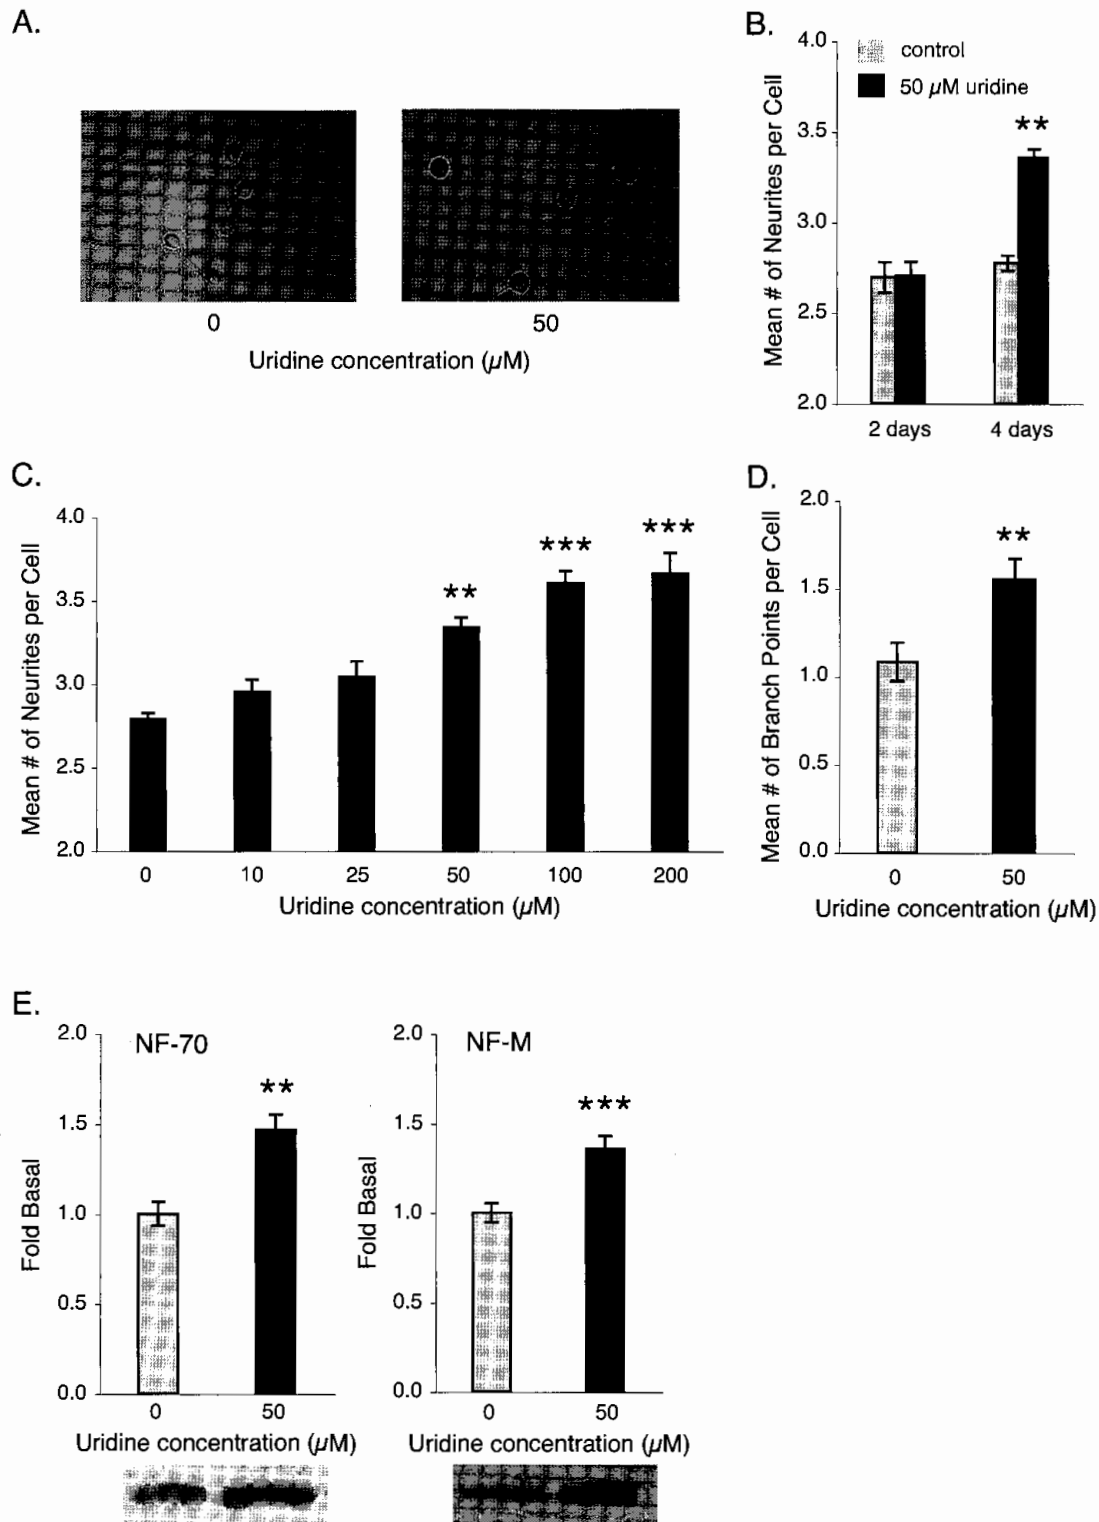 A.
0
50
Uridine concentration (µM)
B.
Mean # of Neurites per Cell
4.0
3.5
3.0
2.5
2.0
control
50 µM uridine
**
2 days
4 days
C.
Mean # of Neurites per Cell
4.0
3.5
3.0
2.5
2.0
**
***
***
0
10
25
50
100
200
Uridine concentration (µM)
D.
Mean # of Branch Points per Cell
2.0
1.5
1.0
0.5
0.0
**
0
50
Uridine concentration (µM)
E.
Fold Basal
2.0
1.5
1.0
0.5
0.0
NF-70
**
0
50
Uridine concentration (µM)
Fold Basal
2.0
1.5
1.0
0.5
0.0
NF-M
***
0
50
Uridine concentration (µM)